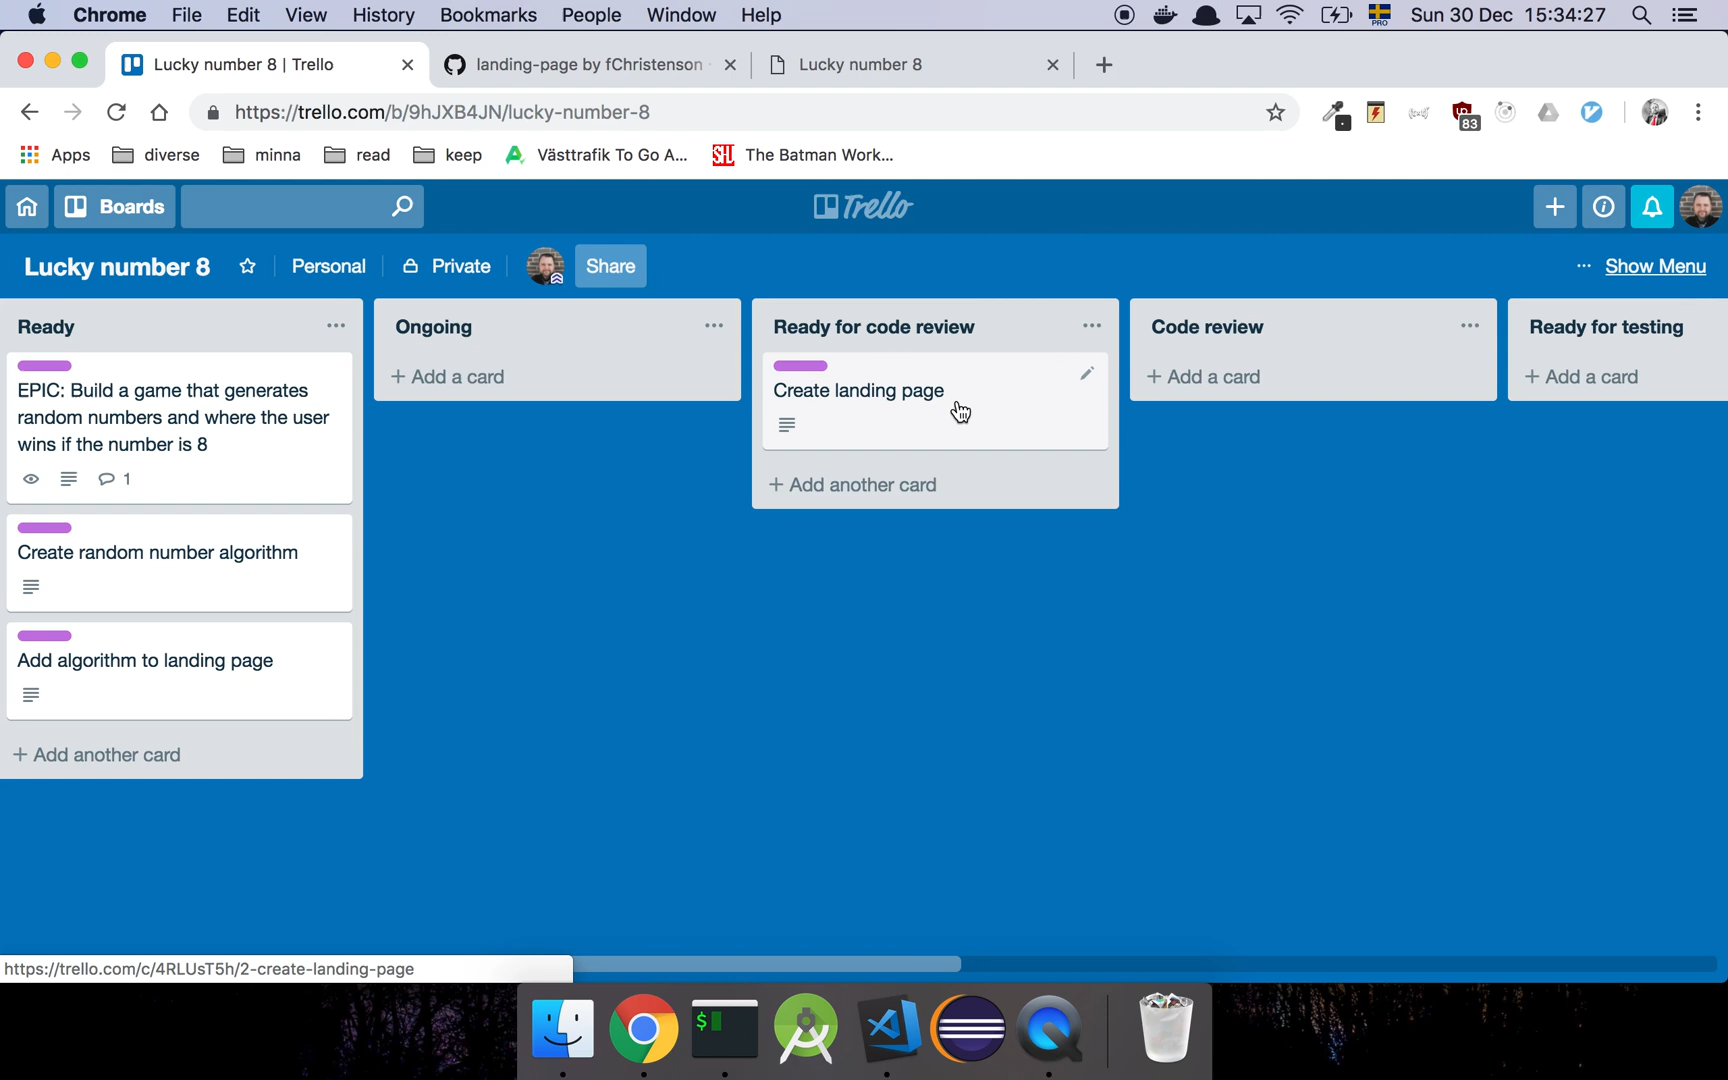 Chrome File Edit View History Bookmarks People Window Help
PRO Sun 30 Dec 15:34:27
Lucky number 8 | Trello
landing-page by fChristenson
Lucky number 8
https://trello.com/b/9hJXB4JN/lucky-number-8
83
Apps diverse minna read keep Västtrafik To Go A... The Batman Work...
Boards
Trello
Lucky number 8 Personal Private Share
Show Menu
Ready
EPIC: Build a game that generates
random numbers and where the user
wins if the number is 8
1
Create random number algorithm
Add algorithm to landing page
+ Add another card
Ongoing
+ Add a card
Ready for code review
Create landing page
+ Add another card
Code review
+ Add a card
Ready for testing
+ Add a card
https://trello.com/c/4RLUsT5h/2-create-landing-page
$